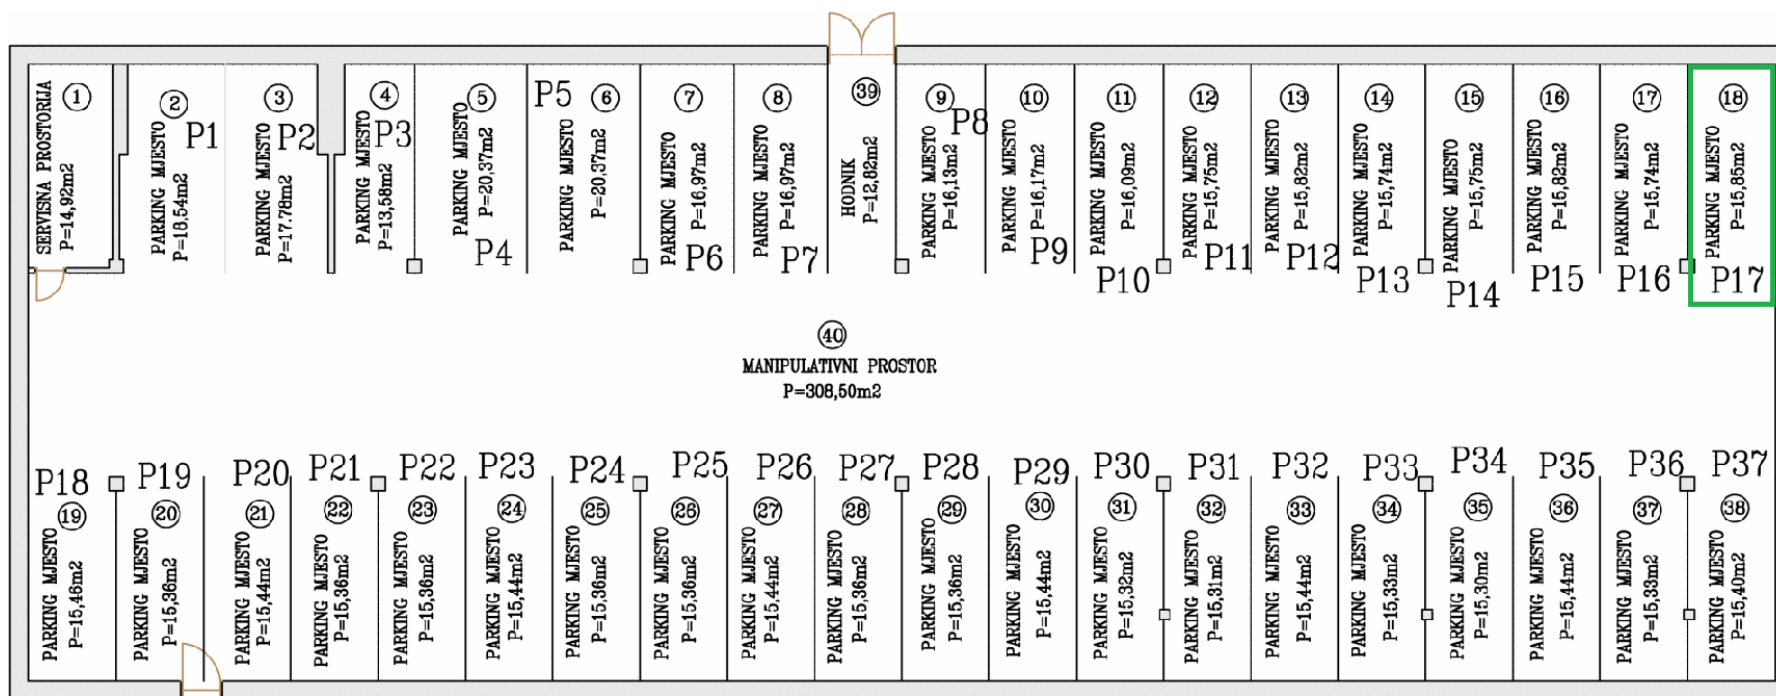 1
SERVISNA PROSTORIJA
P=14,92m2
2
P1
PARKING MJESTO
P=18,54m2
3
P2
PARKING MJESTO
P=17.78m2
4
P3
PARKING MJESTO
P=13,58m2
5
PARKING MJESTO
P=20,37m2
P4
P5
6
PARKING MJESTO
P=20,37m2
7
PARKING MJESTO
P=16,97m2
P6
8
PARKING MJESTO
P=16,97m2
P7
39
HODNIK
P=12,82m2
9
P8
PARKING MJESTO
P=16,13m2
10
PARKING MJESTO
P=16,17m2
P9
11
PARKING MJESTO
P=16,09m2
P10
12
PARKING MJESTO
P=15,75m2
P11
13
PARKING MJESTO
P=15,82m2
P12
14
PARKING MJESTO
P=15,74m2
P13
15
PARKING MJESTO
P=15,75m2
P14
16
PARKING MJESTO
P=15,82m2
P15
17
PARKING MJESTO
P=15,74m2
P16
18
PARKING MJESTO
P=15,85m2
P17
40
MANIPULATIVNI PROSTOR
P=308,50m2
P18
19
PARKING MJESTO
P=15,46m2
P19
20
PARKING MJESTO
P=15,36m2
P20
21
PARKING MJESTO
P=15,44m2
P21
22
PARKING MJESTO
P=15,36m2
P22
23
PARKING MJESTO
P=15,36m2
P23
24
PARKING MJESTO
P=15,44m2
P24
25
PARKING MJESTO
P=15,36m2
P25
26
PARKING MJESTO
P=15,36m2
P26
27
PARKING MJESTO
P=15,44m2
P27
28
PARKING MJESTO
P=15,36m2
P28
29
PARKING MJESTO
P=15,36m2
P29
30
PARKING MJESTO
P=15,44m2
P30
31
PARKING MJESTO
P=15,32m2
P31
32
PARKING MJESTO
P=15,31m2
P32
33
PARKING MJESTO
P=15,44m2
P33
34
PARKING MJESTO
P=15,33m2
P34
35
PARKING MJESTO
P=15,30m2
P35
36
PARKING MJESTO
P=15,44m2
P36
37
PARKING MJESTO
P=15,33m2
P37
38
PARKING MJESTO
P=15,40m2